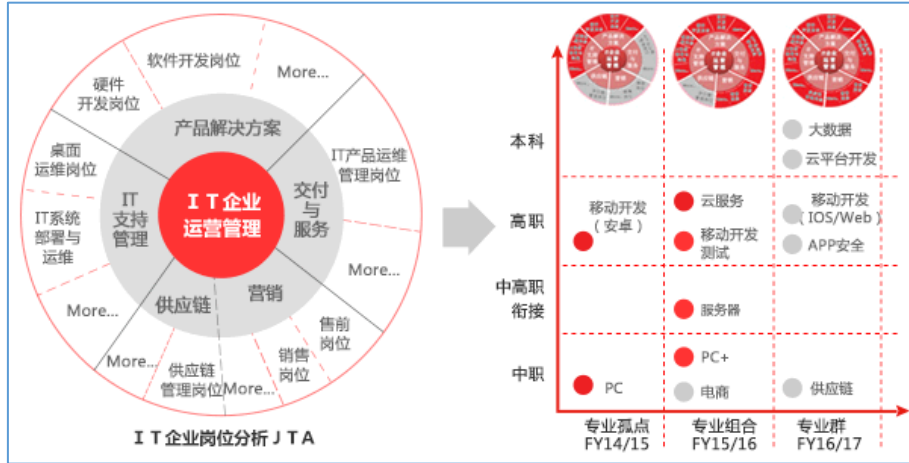 软件开发岗位
More...
硬件
开发岗位
产品解决方案
桌面
运维岗位
IT产品运维
管理岗位
IT企业
运营管理
IT
支持
管理
交付
与
服务
IT系统
部署与
运维
More...
More...
供应链
营销
售前
岗位
销售
岗位
More...
供应链
管理岗位
More...
IT企业岗位分析JTA
本科
大数据
云平台开发
高职
移动开发
（安卓）
云服务
移动开发
测试
移动开发
（IOS/Web）
APP安全
中高职
衔接
服务器
中职
PC
PC+
电商
供应链
专业孤点
FY14/15
专业组合
FY15/16
专业群
FY16/17